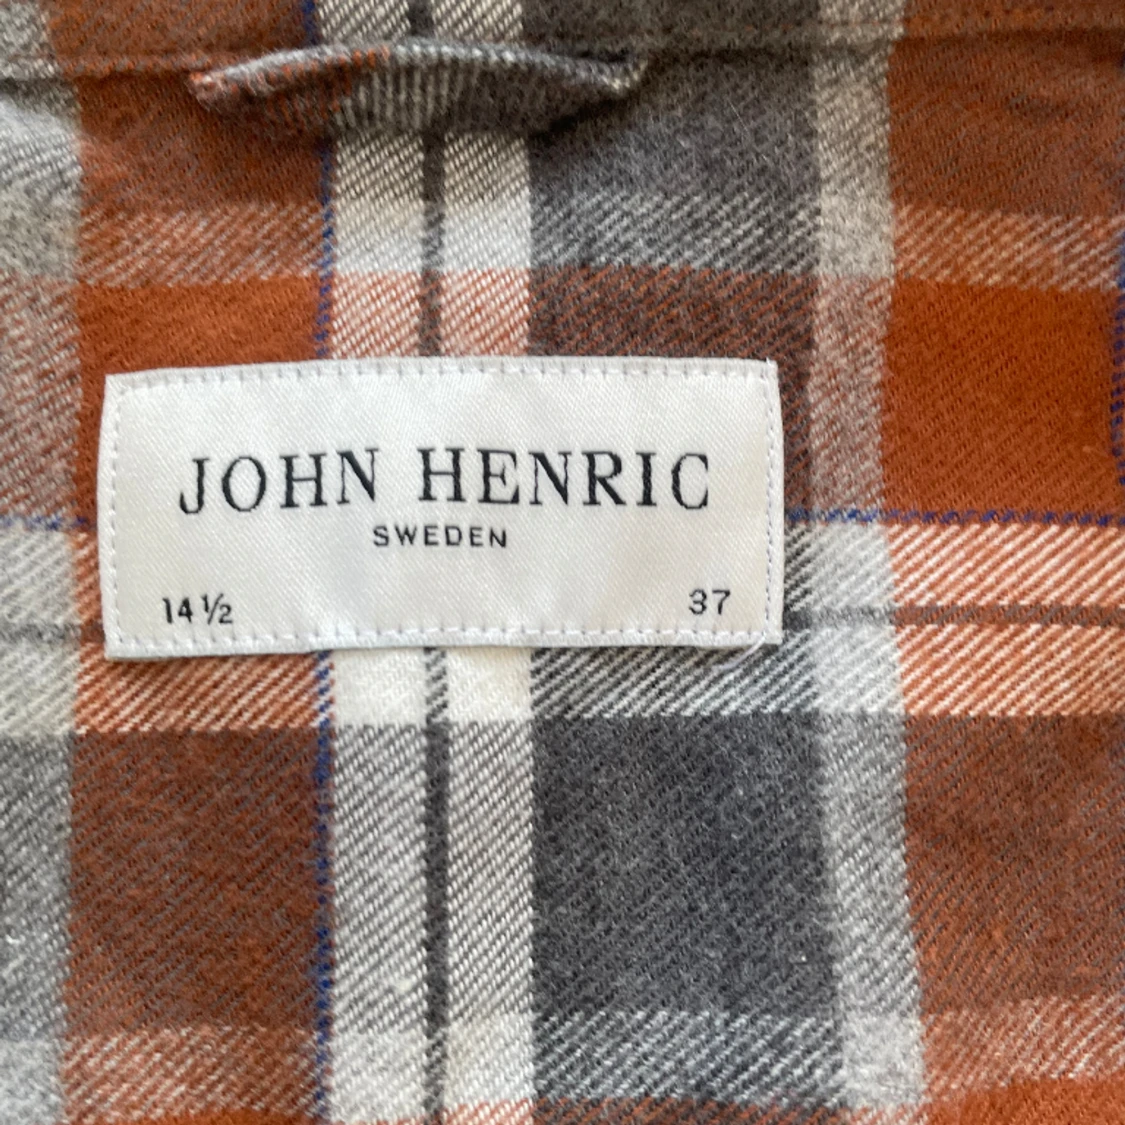 JOHN HENRIC
SWEDEN
14 ½ 37